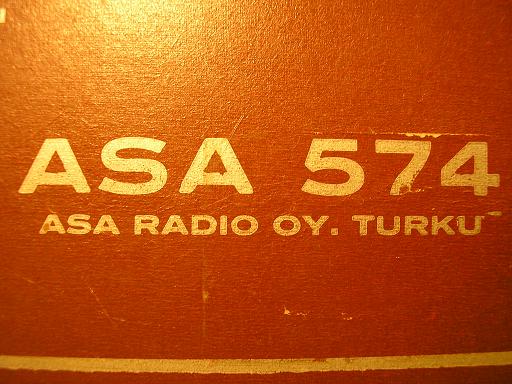 ASA 574
ASA RADIO OY. TURKU